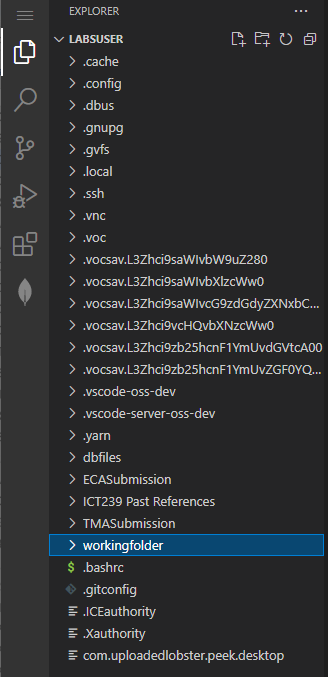 EXPLORER
LABSUSER
.cache
.config
.dbus
.gnupg
.gvfs
.local
.ssh
.vnc
.voc
.vocsav.L3Zhci9saWIvbW9uZ280
.vocsav.L3Zhci9saWIvbXlzcWw0
.vocsav.L3Zhci9saWIvcG9zdGdyZXNxbC...
.vocsav.L3Zhci9vcHQvbXNzcWw0
.vocsav.L3Zhci9zb25hcnF1YmUvdGVtcA00
.vocsav.L3Zhci9zb25hcnF1YmUvZGF0YQ...
.vscode-oss-dev
.vscode-server-oss-dev
.yarn
dbfiles
ECASubmission
ICT239 Past References
TMASubmission
workingfolder
.bashrc
.gitconfig
.ICEauthority
.Xauthority
com.uploadedlobster.peek.desktop